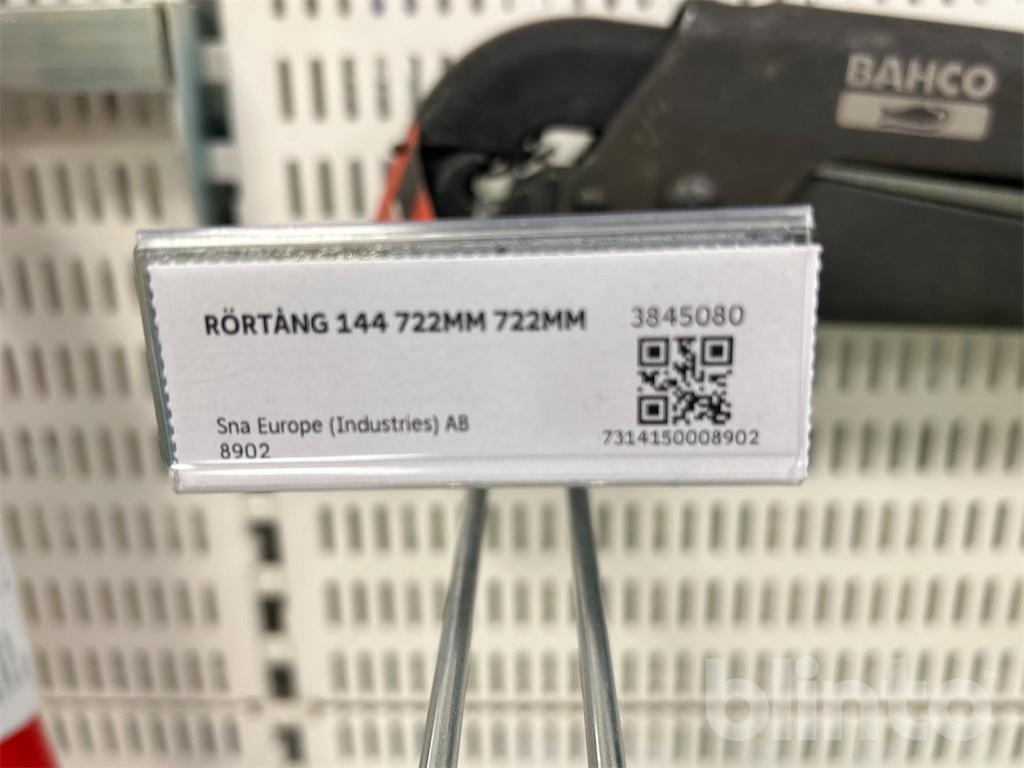 BAHCO
RÖRTÅNG 144 722MM 722MM
3845080
Sna Europe (Industries) AB
8902
7314150008902
blinto